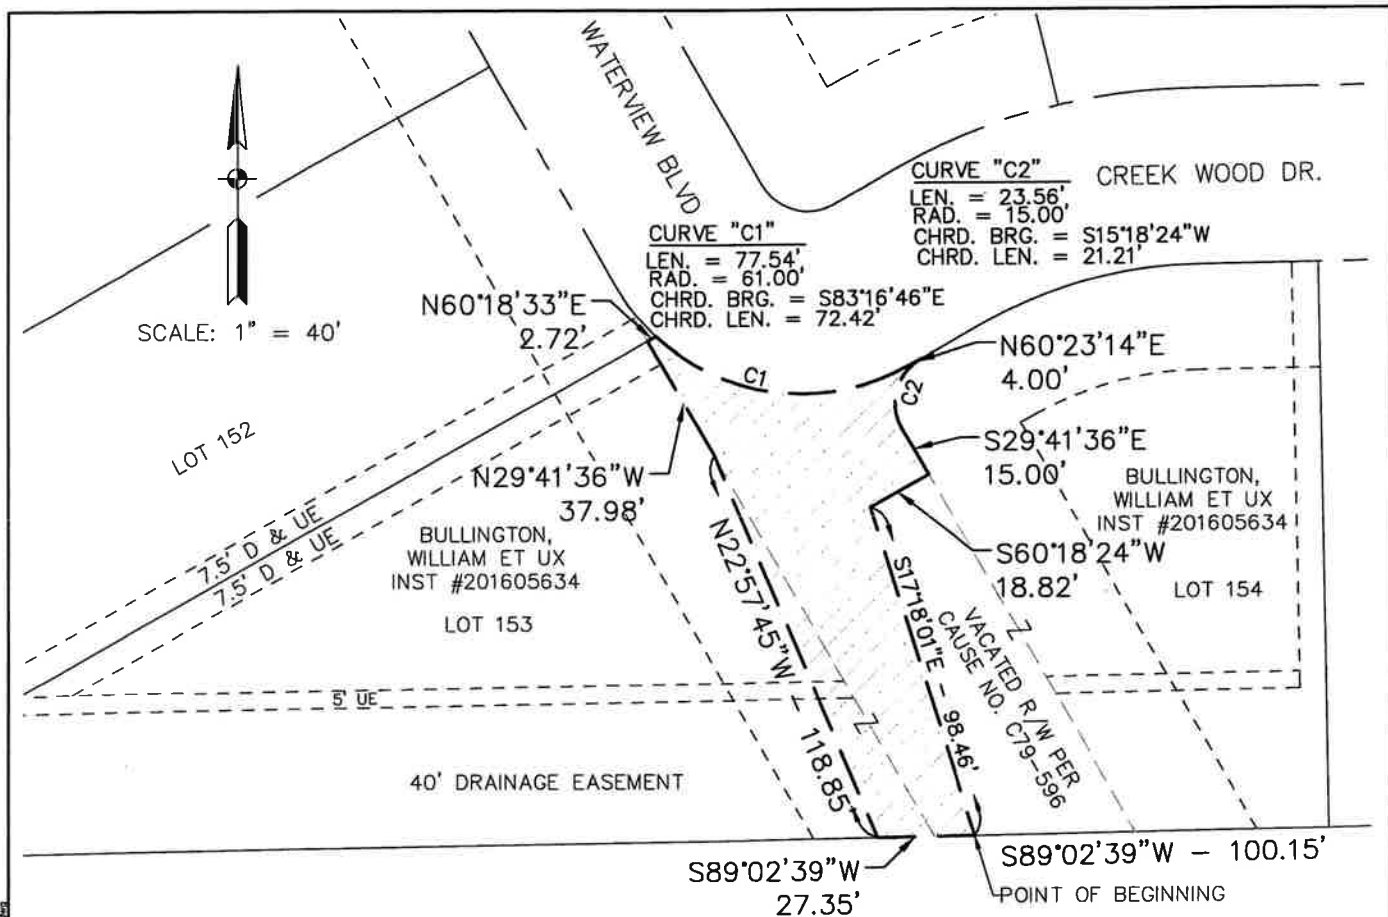 WATERVIEW BLVD
CREEK WOOD DR.
CURVE "C2"
LEN. = 23.56'
RAD. = 15.00'
CHRD. BRG. = S15°18'24"W
CHRD. LEN. = 21.21'
CURVE "C1"
LEN. = 77.54'
RAD. = 61.00'
CHRD. BRG. = S83°16'46"E
CHRD. LEN. = 72.42'
SCALE: 1" = 40'
N60°18'33"E
2.72'
C1
C2
N60°23'14"E
4.00'
LOT 152
N29°41'36"W
37.98'
S29°41'36"E
15.00'
BULLINGTON,
WILLIAM ET UX
INST #201605634
LOT 154
7.5' D & UE
7.5' D & UE
BULLINGTON,
WILLIAM ET UX
INST #201605634
LOT 153
S60°18'24"W
18.82'
N22°57'45"W - 118.85'
S17°18'01"E - 98.46'
VACATED R/W PER
CAUSE NO. C79-596
Z
Z
5' UE
40' DRAINAGE EASEMENT
S89°02'39"W
27.35'
S89°02'39"W - 100.15'
POINT OF BEGINNING